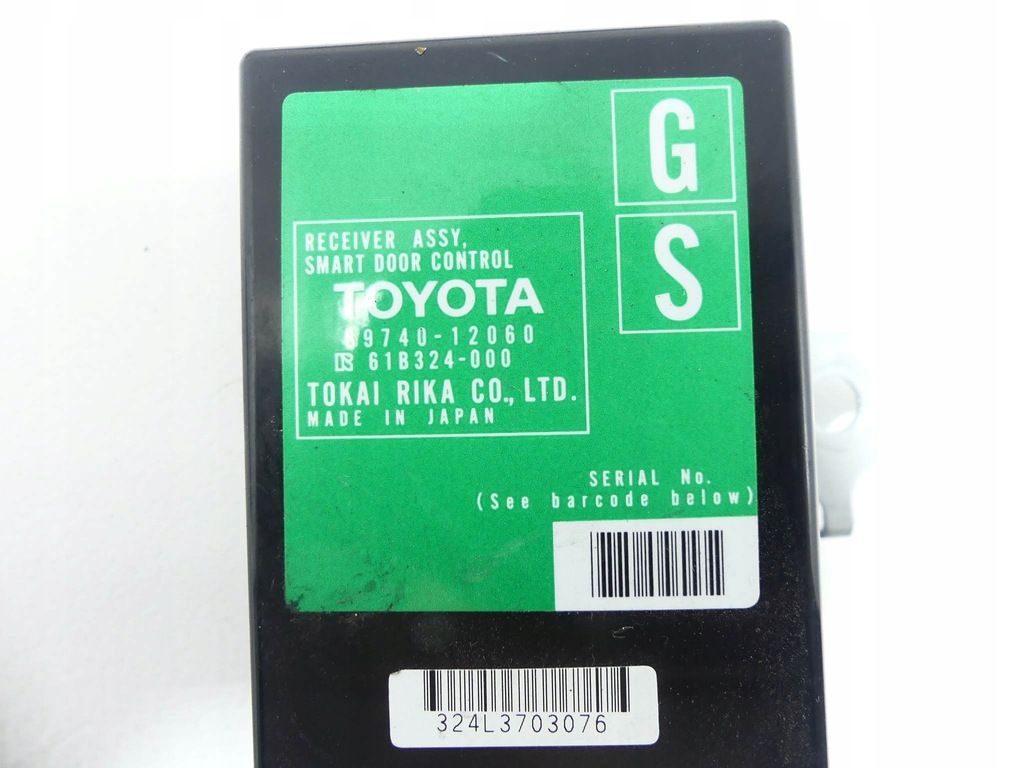 G
S
RECEIVER ASSY,
SMART DOOR CONTROL
TOYOTA
89740-12060
61B324-000
TOKAI RIKA CO., LTD.
MADE IN JAPAN
SERIAL No.
(See barcode below)
324L3703076